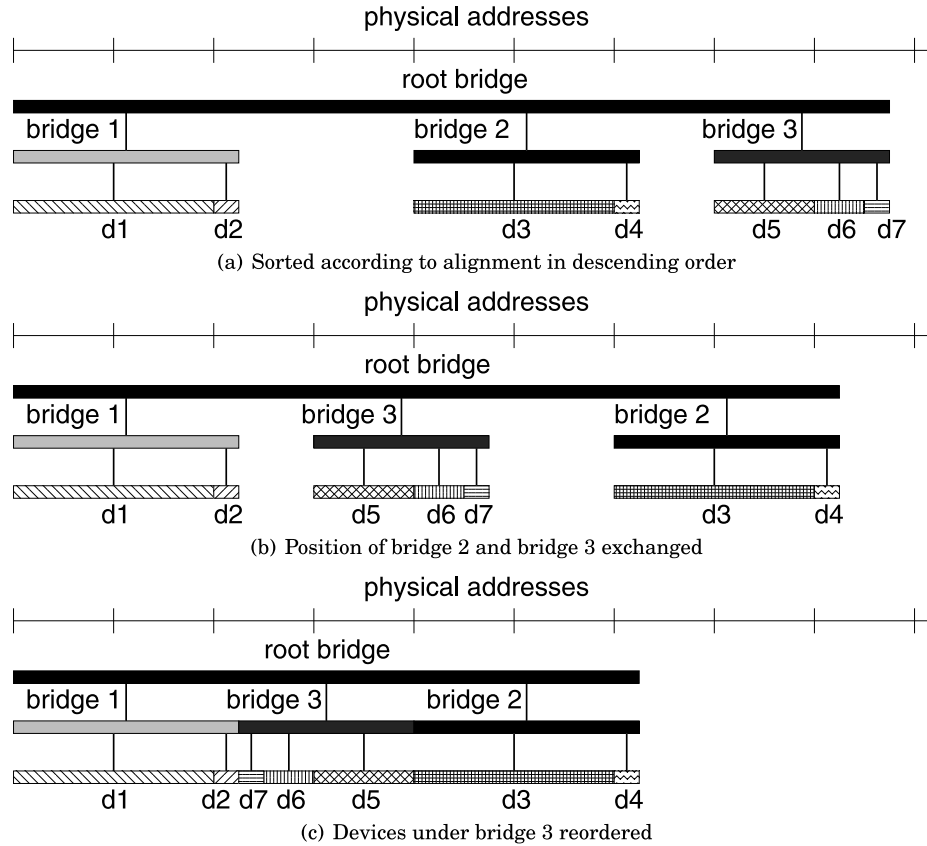 physical addresses
root bridge
bridge 1 bridge 2 bridge 3
d1 d2 d3 d4 d5 d6 d7
(a) Sorted according to alignment in descending order
physical addresses
root bridge
bridge 1 bridge 3 bridge 2
d1 d2 d5 d6 d7 d3 d4
(b) Position of bridge 2 and bridge 3 exchanged
physical addresses
root bridge
bridge 1 bridge 3 bridge 2
d1 d2 d7 d6 d5 d3 d4
(c) Devices under bridge 3 reordered